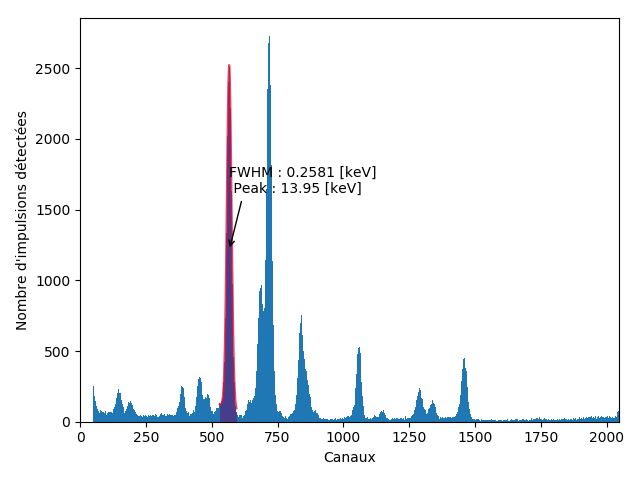 Nombre d'impulsions détectées
2500
2000
1500
1000
500
0
FWHM : 0.2581 [keV]
Peak : 13.95 [keV]
0 250 500 750 1000 1250 1500 1750 2000
Canaux